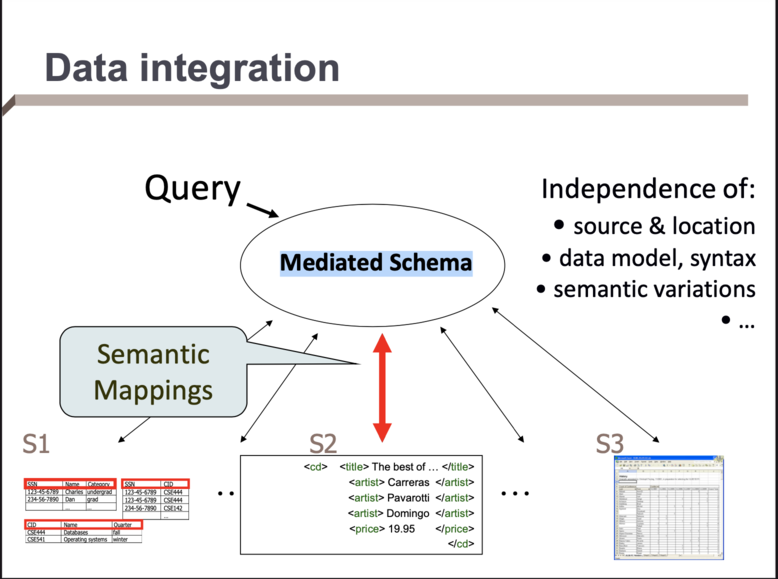 Data integration
Query
Independence of:
• source & location
• data model, syntax
• semantic variations
• ...
Mediated Schema
Semantic
Mappings
S1
S2
S3
SSN Name Category
123-45-6789 Charles undergrad
234-56-7890 Dan grad
... ...
SSN CID
123-45-6789 CSE444
123-45-6789 CSE444
234-56-7890 CSE142
...
CID Name Quarter
CSE444 Databases fall
CSE541 Operating systems winter
..
<cd> <title> The best of ... </title>
<artist> Carreras </artist>
<artist> Pavarotti </artist>
<artist> Domingo </artist>
<price> 19.95 </price>
</cd>
...